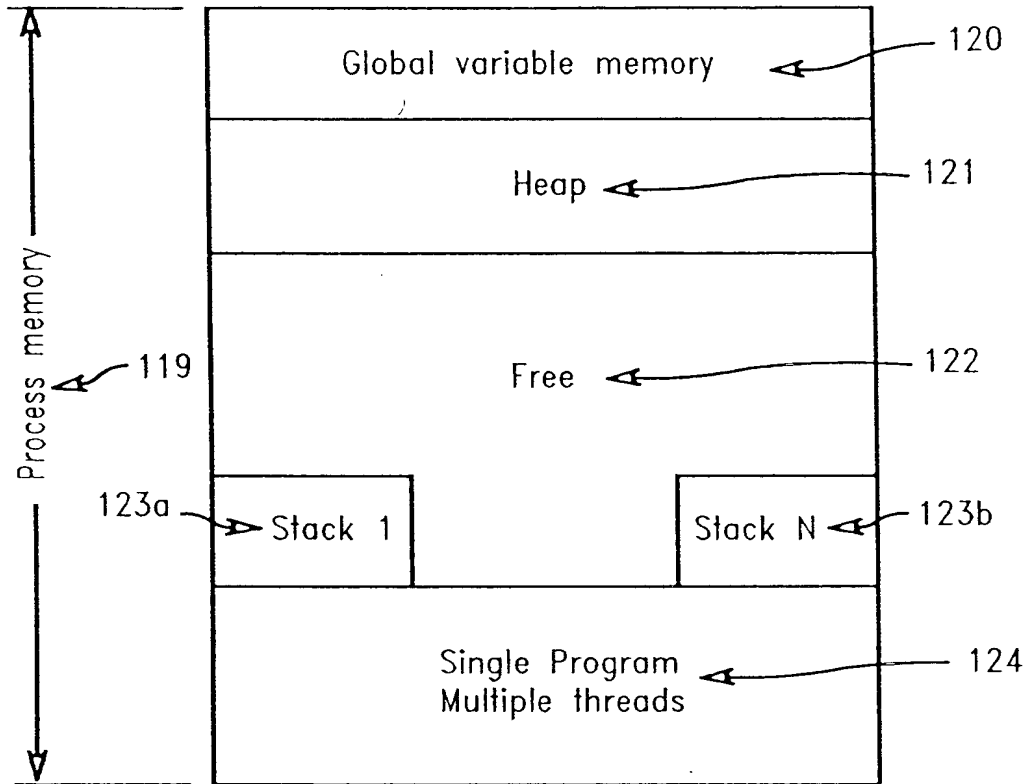 Global variable memory
120
Heap
121
Process memory
119
Free
122
123a
Stack 1
Stack N
123b
Single Program
Multiple threads
124